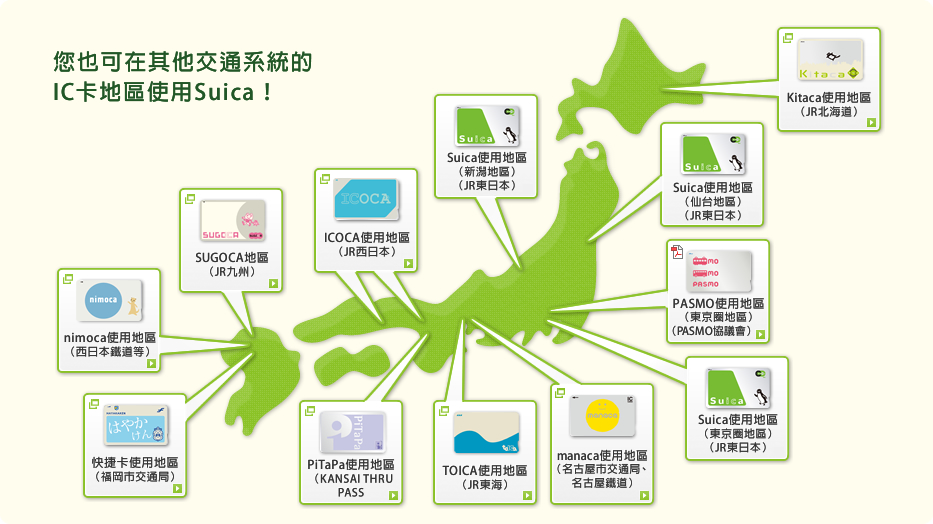 您也可在其他交通系統的
IC卡地區使用Suica！
Kitaca
Kitaca使用地區
（JR北海道）
Suica
Suica使用地區
（新潟地區）
（JR東日本）
Suica
Suica使用地區
（仙台地區）
（JR東日本）
ICOCA
ICOCA使用地區
（JR西日本）
SUGOCA
SUGOCA地區
（JR九州）
MO
MO
PASMO
PASMO使用地區
（東京圈地區）
（PASMO協議會）
nimoca
nimoca使用地區
（西日本鐵道等）
Suica
Suica使用地區
（東京圈地區）
（JR東日本）
はやか
けん
快捷卡使用地區
（福岡市交通局）
PiTaPa
PiTaPa使用地區
（KANSAI THRU
PASS
TOICA使用地區
（JR東海）
manaca
manaca使用地區
（名古屋市交通局、
名古屋鐵道）